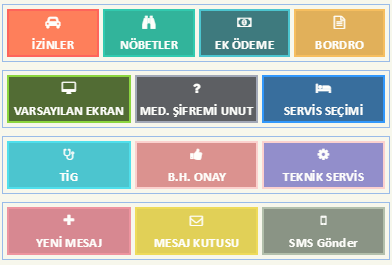 İZİNLER
NÖBETLER
EK ÖDEME
BORDRO
VARSAYILAN EKRAN
MED. ŞİFREMİ UNUT
SERVİS SEÇİMİ
TİG
B.H. ONAY
TEKNİK SERVİS
YENİ MESAJ
MESAJ KUTUSU
SMS Gönder